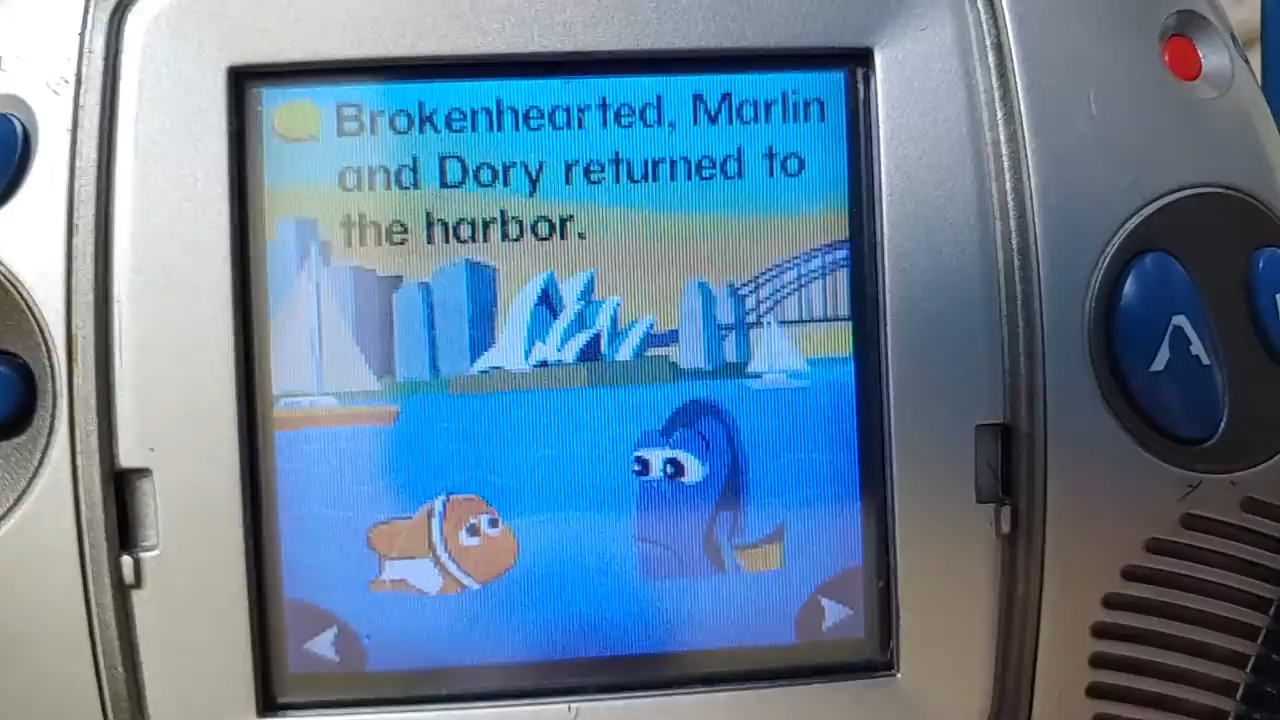 Brokenhearted, Marlin
and Dory returned to
the harbor.
A